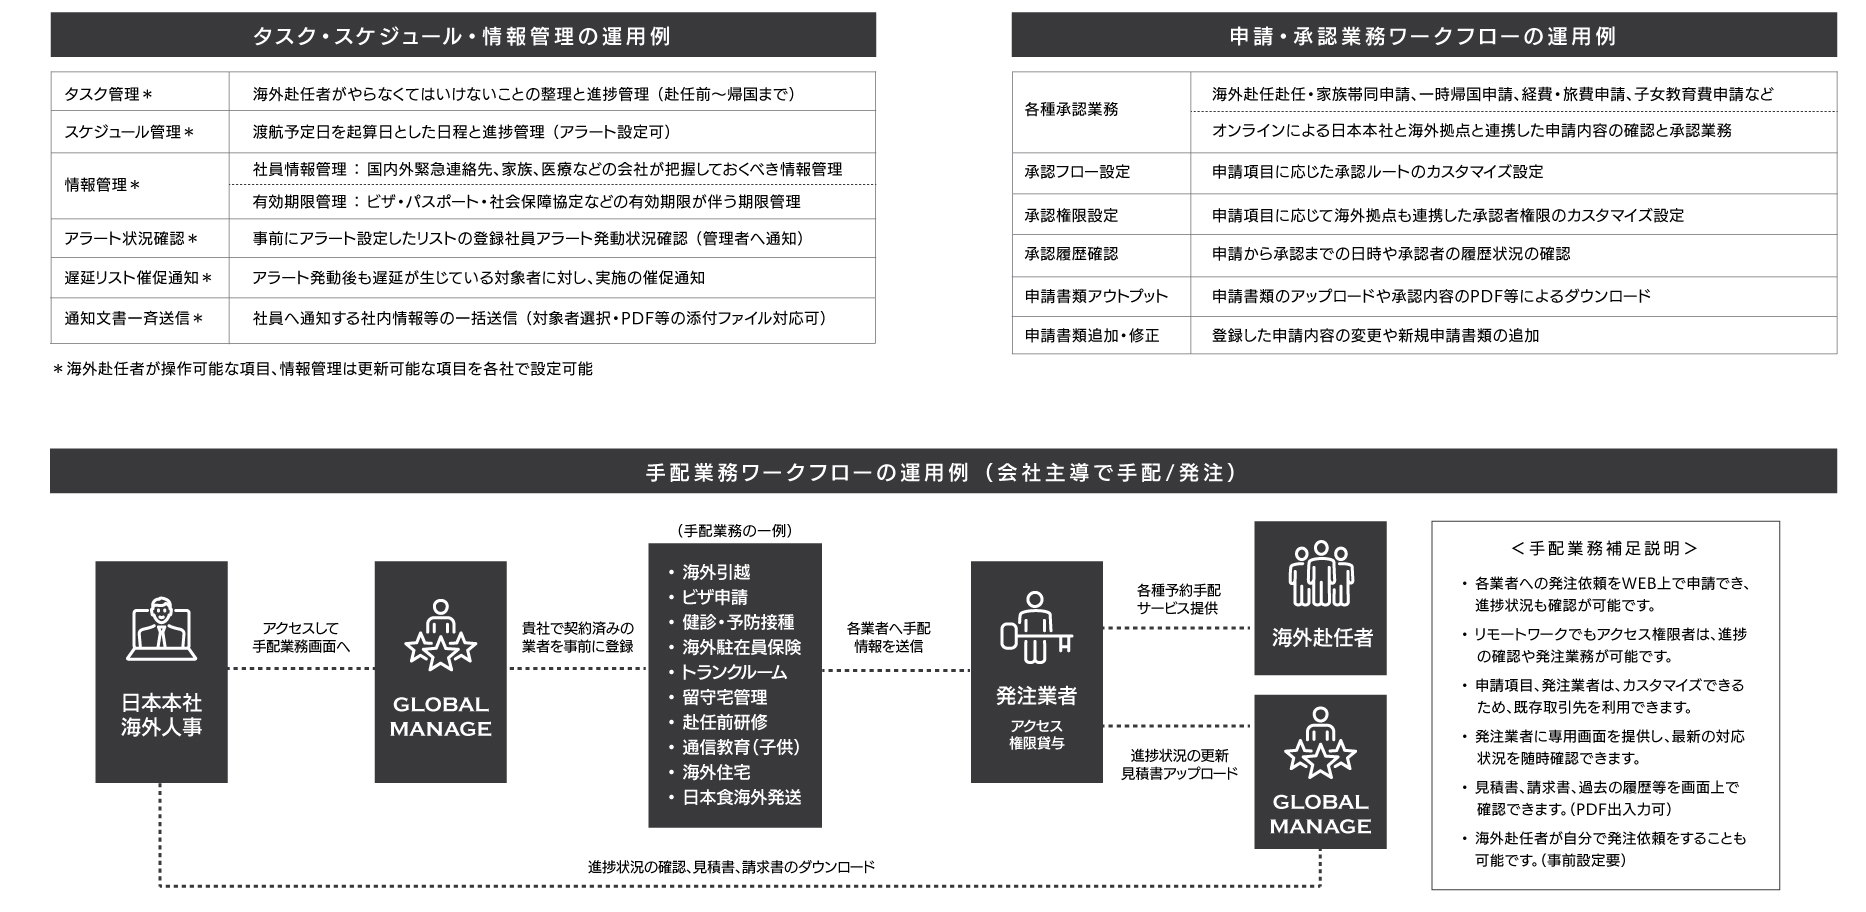 タスク・スケジュール・情報管理の運用例
タスク管理＊
海外赴任者がやらなくてはいけないことの整理と進捗管理（赴任前〜帰国まで）
スケジュール管理＊
渡航予定日を起算日とした日程と進捗管理（アラート設定可）
情報管理＊
社員情報管理：国内外緊急連絡先、家族、医療などの会社が把握しておくべき情報管理
有効期限管理：ビザ・パスポート・社会保障協定などの有効期限が伴う期限管理
アラート状況確認＊
事前にアラート設定したリストの登録社員アラート発動状況確認（管理者へ通知）
遅延リスト催促通知＊
アラート発動後も遅延が生じている対象者に対し、実施の催促通知
通知文書一斉送信＊
社員へ通知する社内情報等の一括送信（対象者選択・PDF等の添付ファイル対応可）
＊海外赴任者が操作可能な項目、情報管理は更新可能な項目を各社で設定可能
申請・承認業務ワークフローの運用例
各種承認業務
海外赴任赴任・家族帯同申請、一時帰国申請、経費・旅費申請、子女教育費申請など
オンラインによる日本本社と海外拠点と連携した申請内容の確認と承認業務
承認フロー設定
申請項目に応じた承認ルートのカスタマイズ設定
承認権限設定
申請項目に応じて海外拠点も連携した承認者権限のカスタマイズ設定
承認履歴確認
申請から承認までの日時や承認者の履歴状況の確認
申請書類アウトプット
申請書類のアップロードや承認内容のPDF等によるダウンロード
申請書類追加・修正
登録した申請内容の変更や新規申請書類の追加
手配業務ワークフローの運用例（会社主導で手配/発注）
日本本社
海外人事
アクセスして
手配業務画面へ
GLOBAL
MANAGE
貴社で契約済みの
業者を事前に登録
（手配業務の一例）
・海外引越
・ビザ申請
・健診・予防接種
・海外駐在員保険
・トランクルーム
・留守宅管理
・赴任前研修
・通信教育（子供）
・海外住宅
・日本食海外発送
各業者へ手配
情報を送信
発注業者
アクセス
権限貸与
各種予約手配
サービス提供
海外赴任者
進捗状況の更新
見積書アップロード
GLOBAL
MANAGE
進捗状況の確認、見積書、請求書のダウンロード
＜手配業務補足説明＞
・各業者への発注依頼をWEB上で申請でき、
進捗状況も確認が可能です。
・リモートワークでもアクセス権限者は、進捗
の確認や発注業務が可能です。
・申請項目、発注業者は、カスタマイズできる
ため、既存取引先を利用できます。
・発注業者に専用画面を提供し、最新の対応
状況を随時確認できます。
・見積書、請求書、過去の履歴等を画面上で
確認できます。（PDF出入力可）
・海外赴任者が自分で発注依頼をすることも
可能です。（事前設定要）